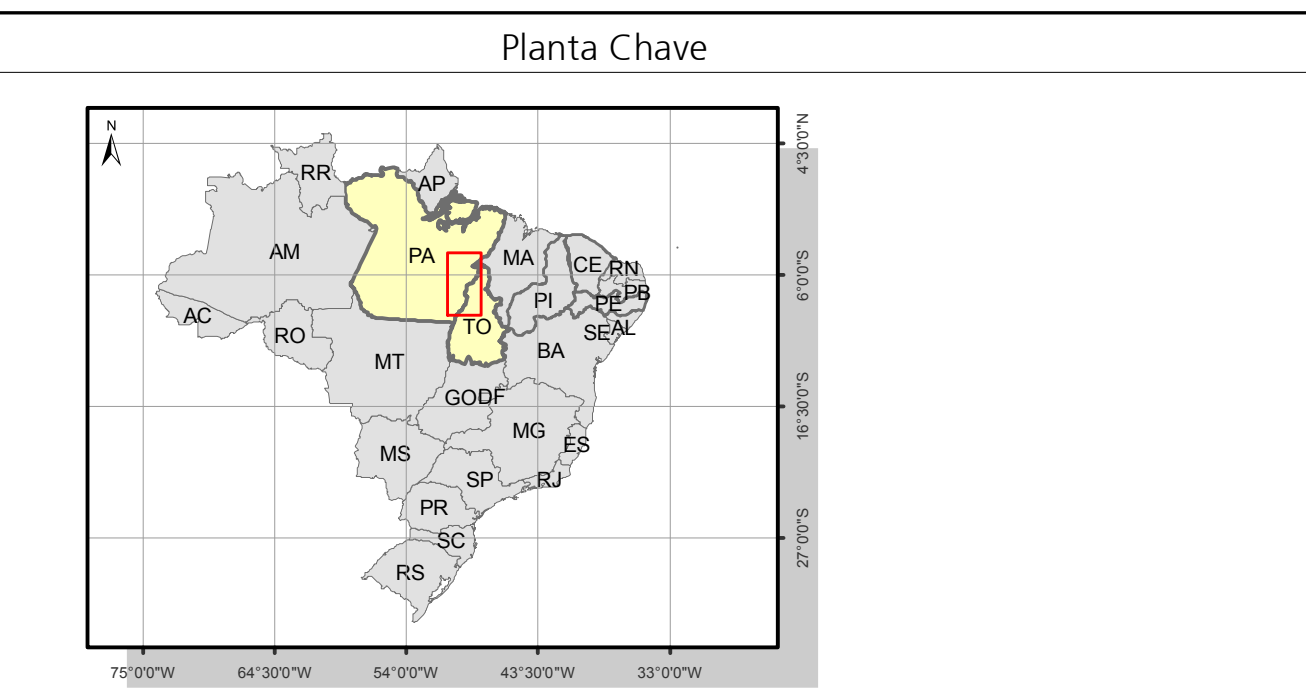 Planta Chave
N
4°30'0"N
RR
AP
AM
PA
MA
CE
RN
6°0'0"S
PB
PI
PE
AC
TO
SE
AL
RO
BA
MT
GO
DF
16°30'0"S
MG
ES
MS
SP
RJ
PR
27°0'0"S
SC
RS
75°0'0"W
64°30'0"W
54°0'0"W
43°30'0"W
33°0'0"W